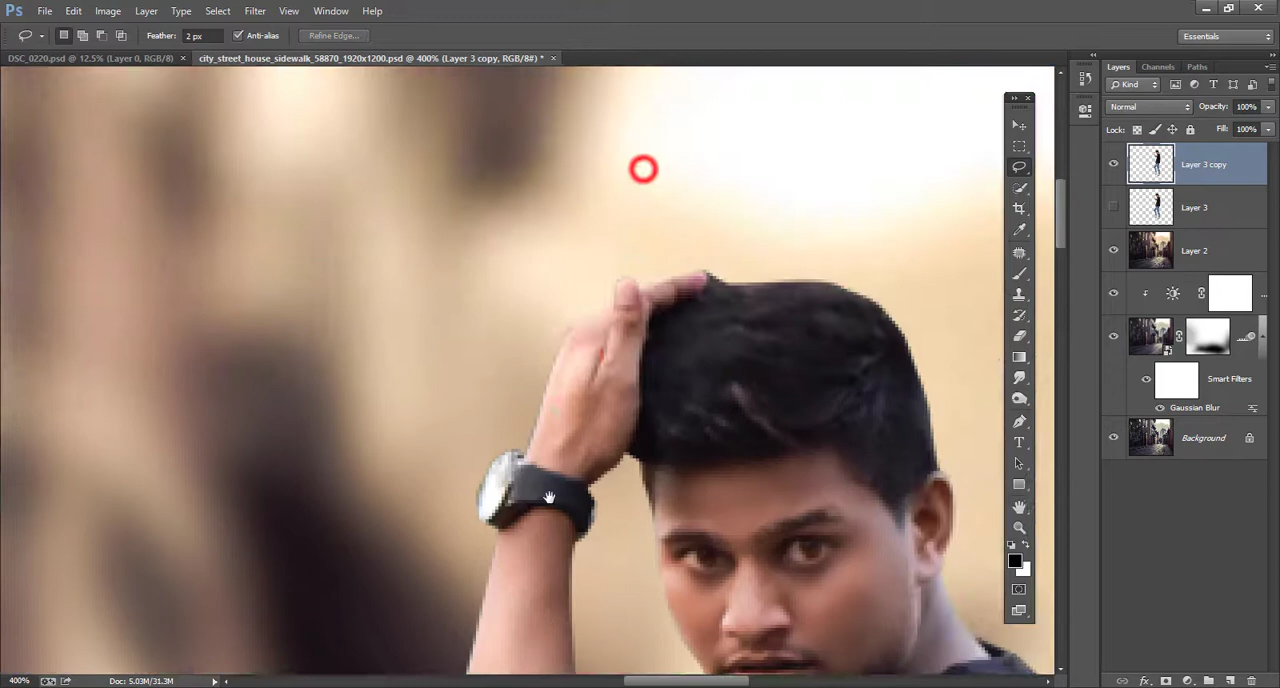 Ps File Edit Image Layer Type Select Filter View Window Help
Feather: 2 px Anti-alias Refine Edge... Essentials
DSC_0220.psd @ 12.5% (Layer 0, RGB/8) × city_street_house_sidewalk_58870_1920x1200.psd @ 400% (Layer 3 copy, RGB/8#) * ×
Layers Channels Paths
Kind
Normal Opacity: 100%
Lock: Fill: 100%
Layer 3 copy
Layer 3
Layer 2
...
Smart Filters
Gaussian Blur
Background
400% Doc: 5.03M/31.3M